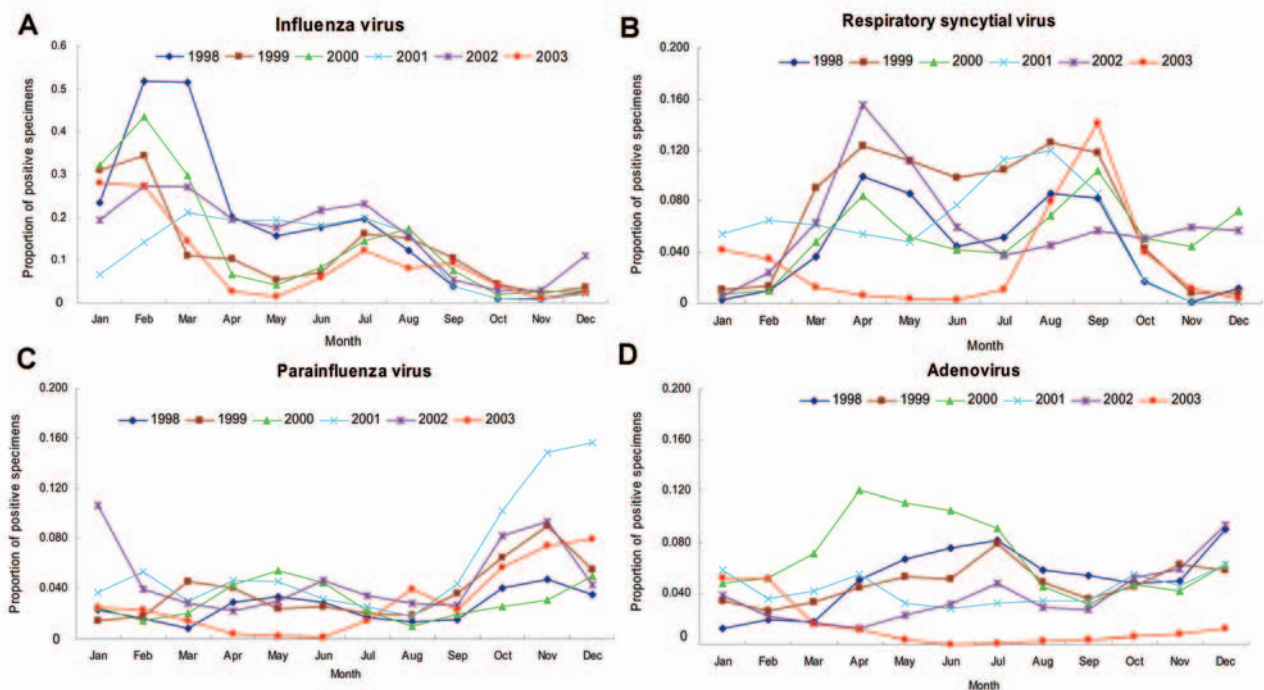 A
Influenza virus
0.6
0.5
0.4
0.3
0.2
0.1
0
Proportion of positive specimens
1998 1999 2000 2001 2002 2003
Jan Feb Mar Apr May Jun Jul Aug Sep Oct Nov Dec
Month
B
Respiratory syncytial virus
0.200
0.160
0.120
0.080
0.040
0
Proportion of positive specimens
1998 1999 2000 2001 2002 2003
Jan Feb Mar Apr May Jun Jul Aug Sep Oct Nov Dec
Month
C
Parainfluenza virus
0.200
0.160
0.120
0.080
0.040
0
Proportion of positive specimens
1998 1999 2000 2001 2002 2003
Jan Feb Mar Apr May Jun Jul Aug Sep Oct Nov Dec
Month
D
Adenovirus
0.200
0.160
0.120
0.080
0.040
0
Proportion of positive specimens
1998 1999 2000 2001 2002 2003
Jan Feb Mar Apr May Jun Jul Aug Sep Oct Nov Dec
Month